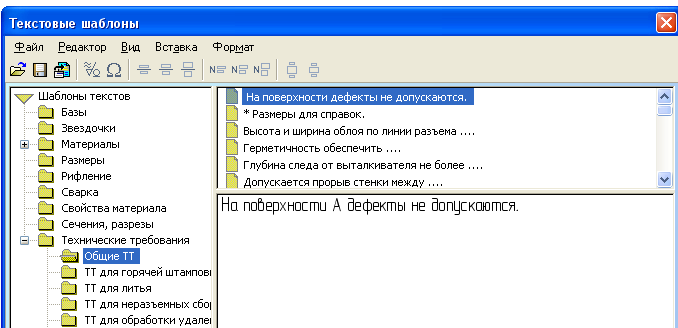 Текстовые шаблоны
Файл Редактор Вид Вставка Формат
Шаблоны текстов
Базы
Звездочки
Материалы
Размеры
Рифление
Сварка
Свойства материала
Сечения, разрезы
Технические требования
Общие ТТ
ТТ для горячей штампов
ТТ для литья
ТТ для неразъемных сбор
ТТ для обработки удале
На поверхности дефекты не допускаются.
* Размеры для справок.
Высота и ширина облоя по линии разъема ....
Герметичность обеспечить ....
Глубина следа от выталкивателя не более ....
Допускается прорыв стенки между ....
На поверхности А дефекты не допускаются.